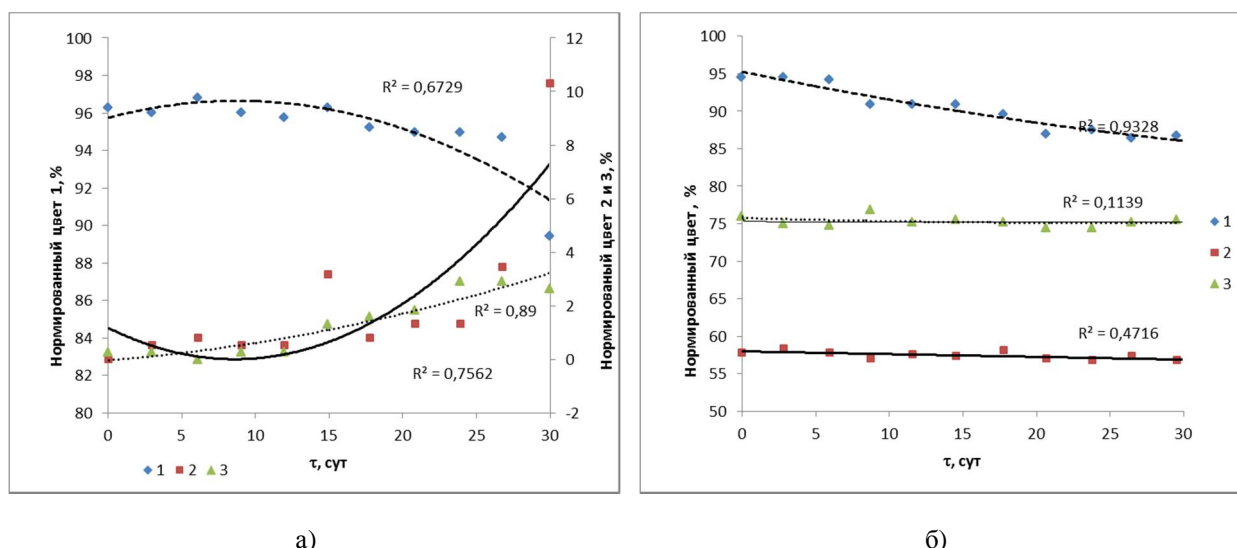 Нормированный цвет 1, %
100
98
96
94
92
90
88
86
84
82
80
12
10
8
6
4
2
0
-2
Нормированный цвет 2 и 3, %
R² = 0,6729
R² = 0,89
R² = 0,7562
0 5 10 15 20 25 30
τ, сут
1 2 3
Нормированный цвет , %
100
95
90
85
80
75
70
65
60
55
50
R² = 0,9328
R² = 0,1139
R² = 0,4716
1
2
3
0 5 10 15 20 25 30
τ, сут
а) б)